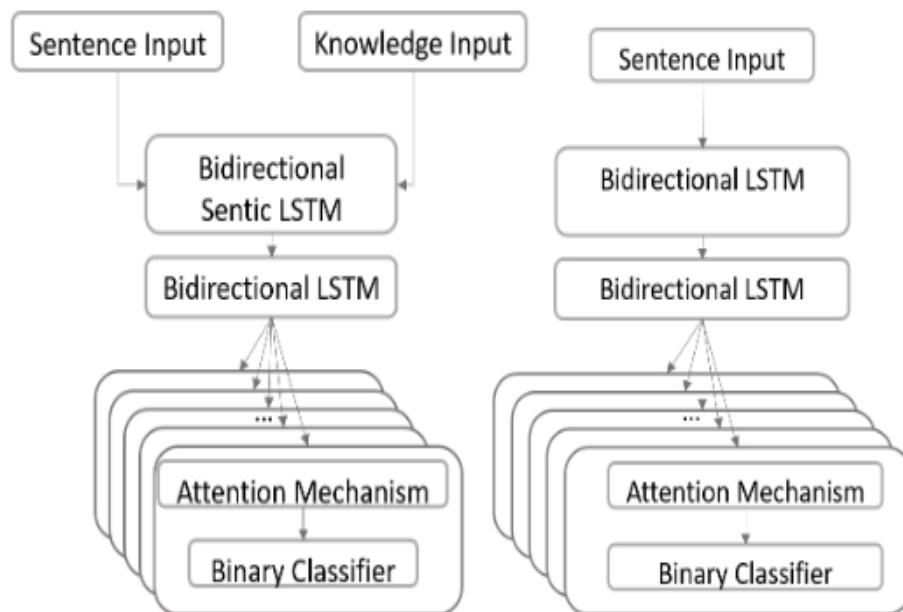 Sentence Input
Knowledge Input
Bidirectional
Sentic LSTM
Bidirectional LSTM
...
Attention Mechanism
Binary Classifier
Sentence Input
Bidirectional LSTM
Bidirectional LSTM
...
Attention Mechanism
Binary Classifier